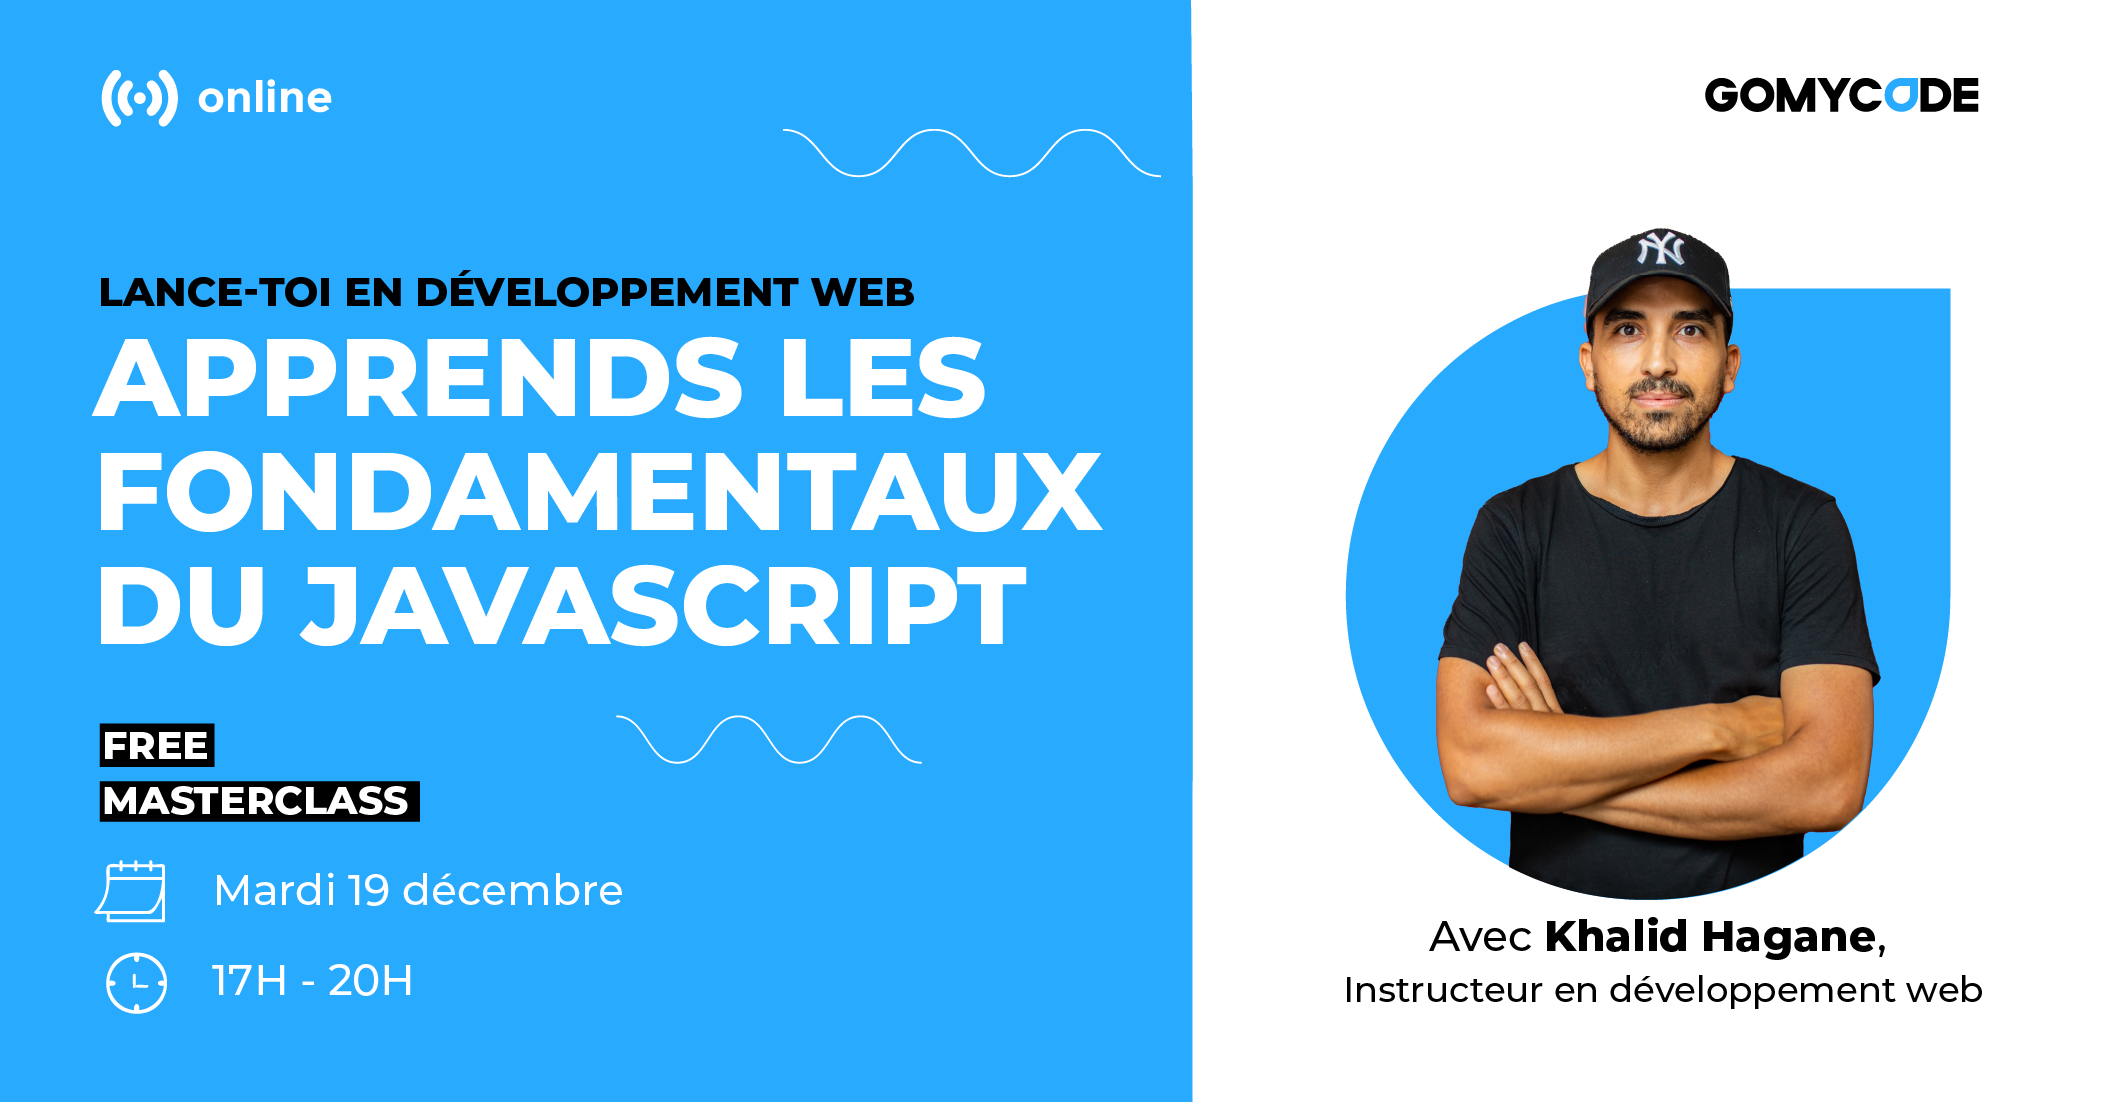 online
GOMYCODE
LANCE-TOI EN DÉVELOPPEMENT WEB
APPRENDS LES
FONDAMENTAUX
DU JAVASCRIPT
FREE
MASTERCLASS
Mardi 19 décembre
17H - 20H
NY
Avec Khalid Hagane,
Instructeur en développement web